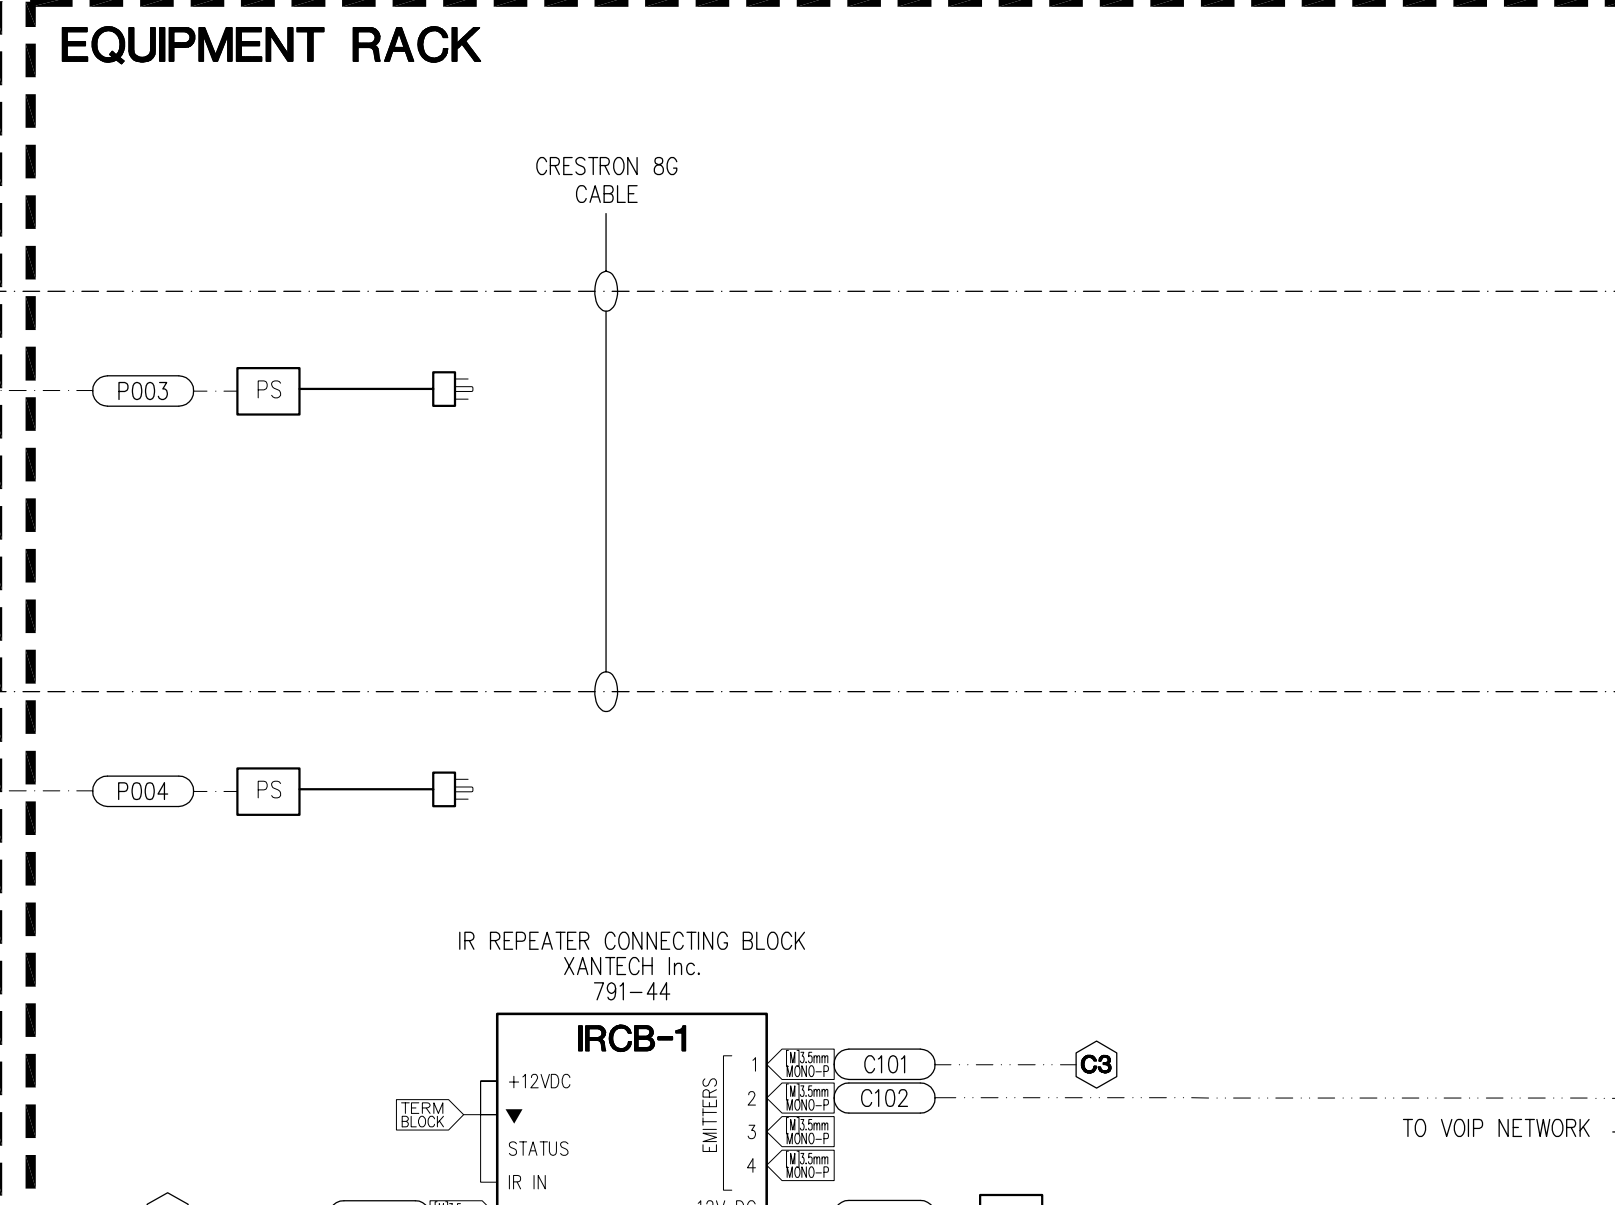 EQUIPMENT RACK
CRESTRON 8G
CABLE
P003
PS
P004
PS
IR REPEATER CONNECTING BLOCK
XANTECH Inc.
791-44
IRCB-1
+12VDC
TERM
BLOCK
STATUS
IR IN
EMITTERS
1
M 3.5mm
MONO-P
C101
C3
2
M 3.5mm
MONO-P
C102
3
M 3.5mm
MONO-P
4
M 3.5mm
MONO-P
TO VOIP NETWORK
12V DC